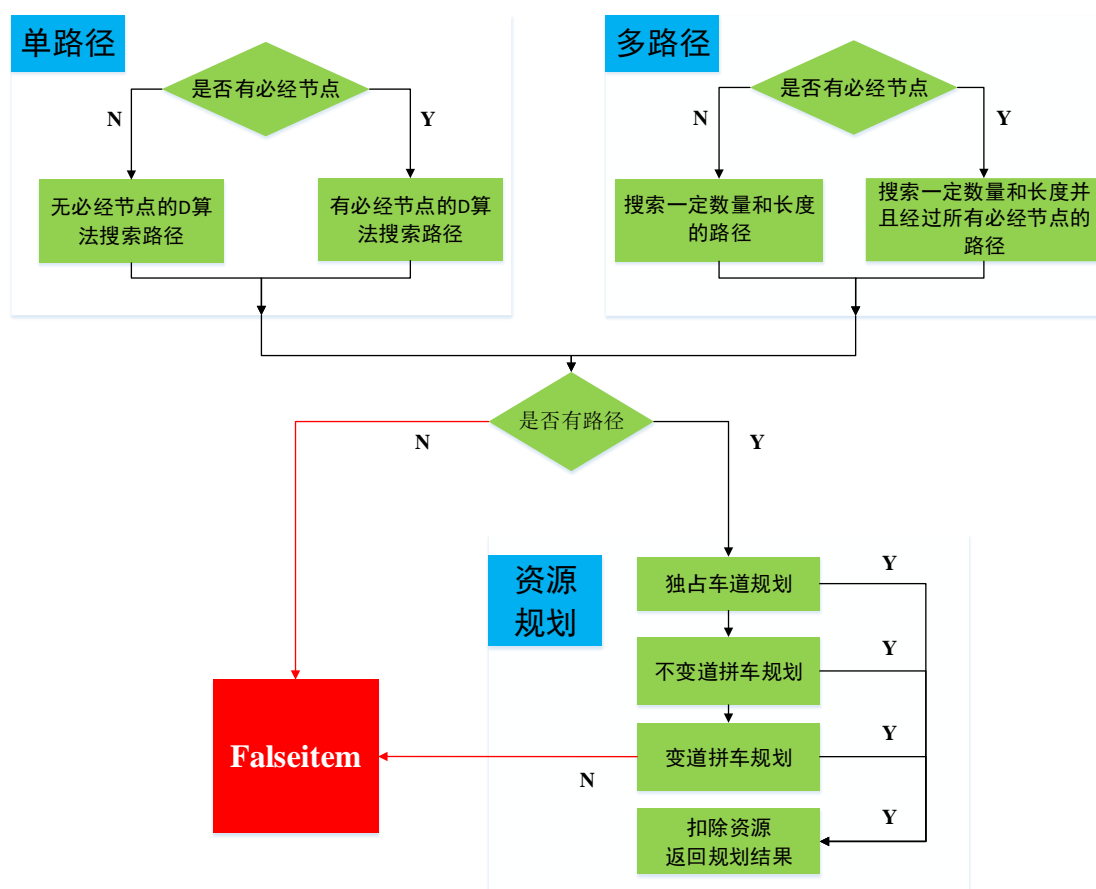 单路径
多路径
是否有必经节点
是否有必经节点
N
Y
N
Y
无必经节点的D算
法搜索路径
有必经节点的D算
法搜索路径
搜索一定数量和长度
的路径
搜索一定数量和长度并
且经过所有必经节点的
路径
是否有路径
N
Y
资源
规划
独占车道规划
Y
不变道拼车规划
Y
Falseitem
变道拼车规划
Y
N
扣除资源
返回规划结果
Y